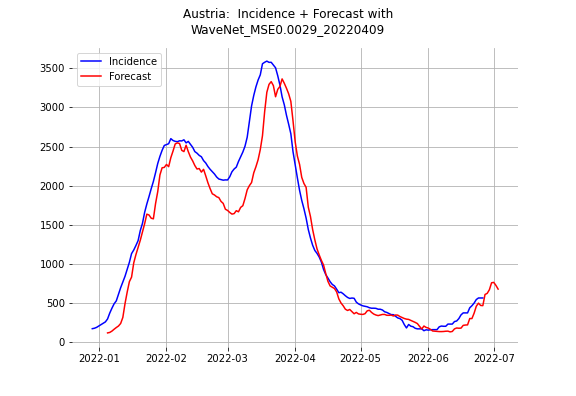 Austria:  Incidence + Forecast with
WaveNet_MSE0.0029_20220409
Incidence
Forecast
3500
3000
2500
2000
1500
1000
500
0
2022-01 2022-02 2022-03 2022-04 2022-05 2022-06 2022-07